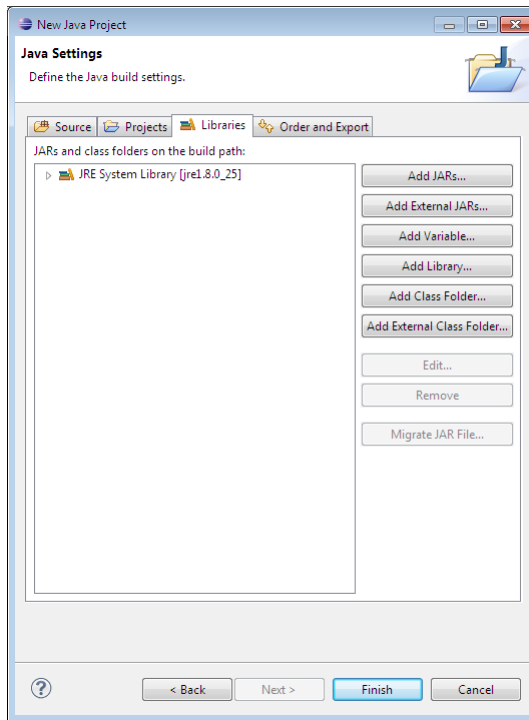 New Java Project
Java Settings
Define the Java build settings.
Source Projects Libraries Order and Export
JARs and class folders on the build path:
JRE System Library [jre1.8.0_25]
Add JARs...
Add External JARs...
Add Variable...
Add Library...
Add Class Folder...
Add External Class Folder...
Edit...
Remove
Migrate JAR File...
? < Back Next > Finish Cancel